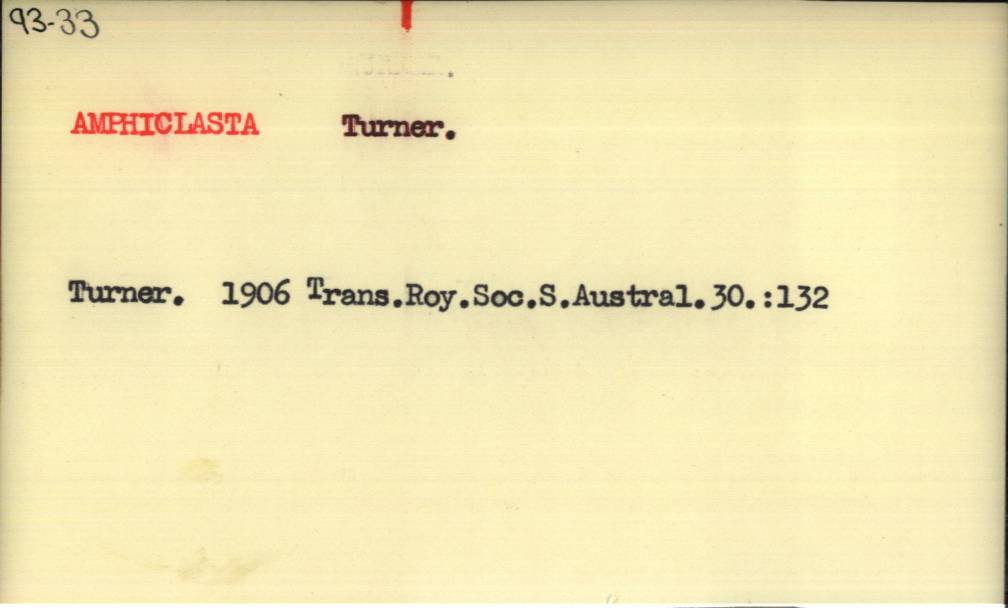 93-33
AMPHICLASTA Turner.
Turner. 1906 Trans.Roy.Soc.S.Austral.30.:132